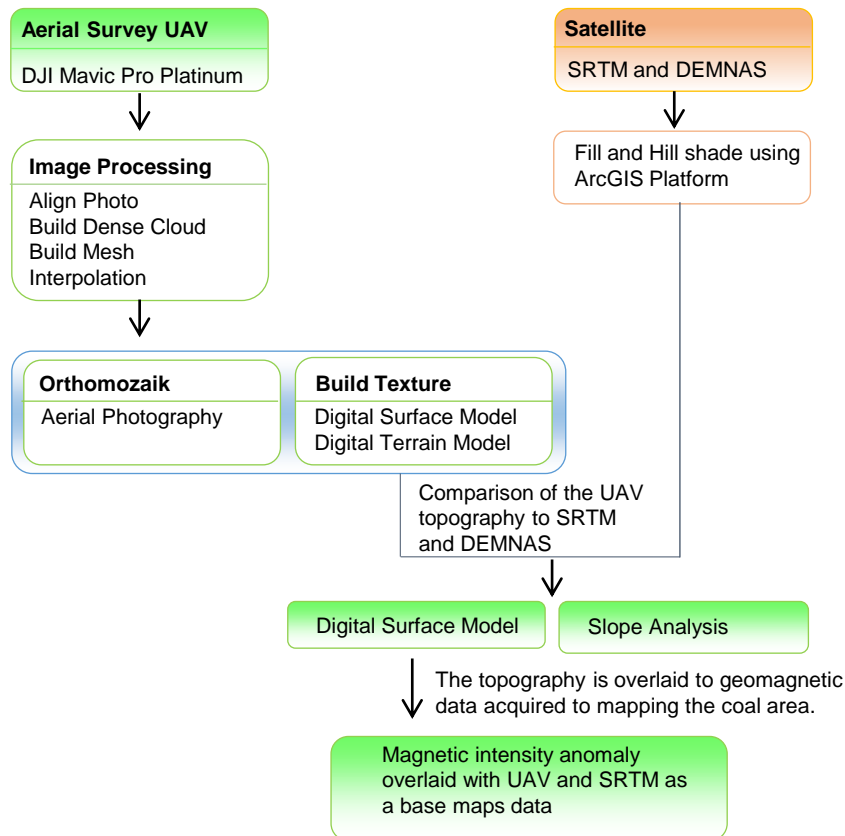 Aerial Survey UAV
DJI Mavic Pro Platinum
Satellite
SRTM and DEMNAS
Image Processing
Align Photo
Build Dense Cloud
Build Mesh
Interpolation
Fill and Hill shade using
ArcGIS Platform
Orthomozaik
Aerial Photography
Build Texture
Digital Surface Model
Digital Terrain Model
Comparison of the UAV
topography to SRTM
and DEMNAS
Digital Surface Model
Slope Analysis
The topography is overlaid to geomagnetic
data acquired to mapping the coal area.
Magnetic intensity anomaly
overlaid with UAV and SRTM as
a base maps data